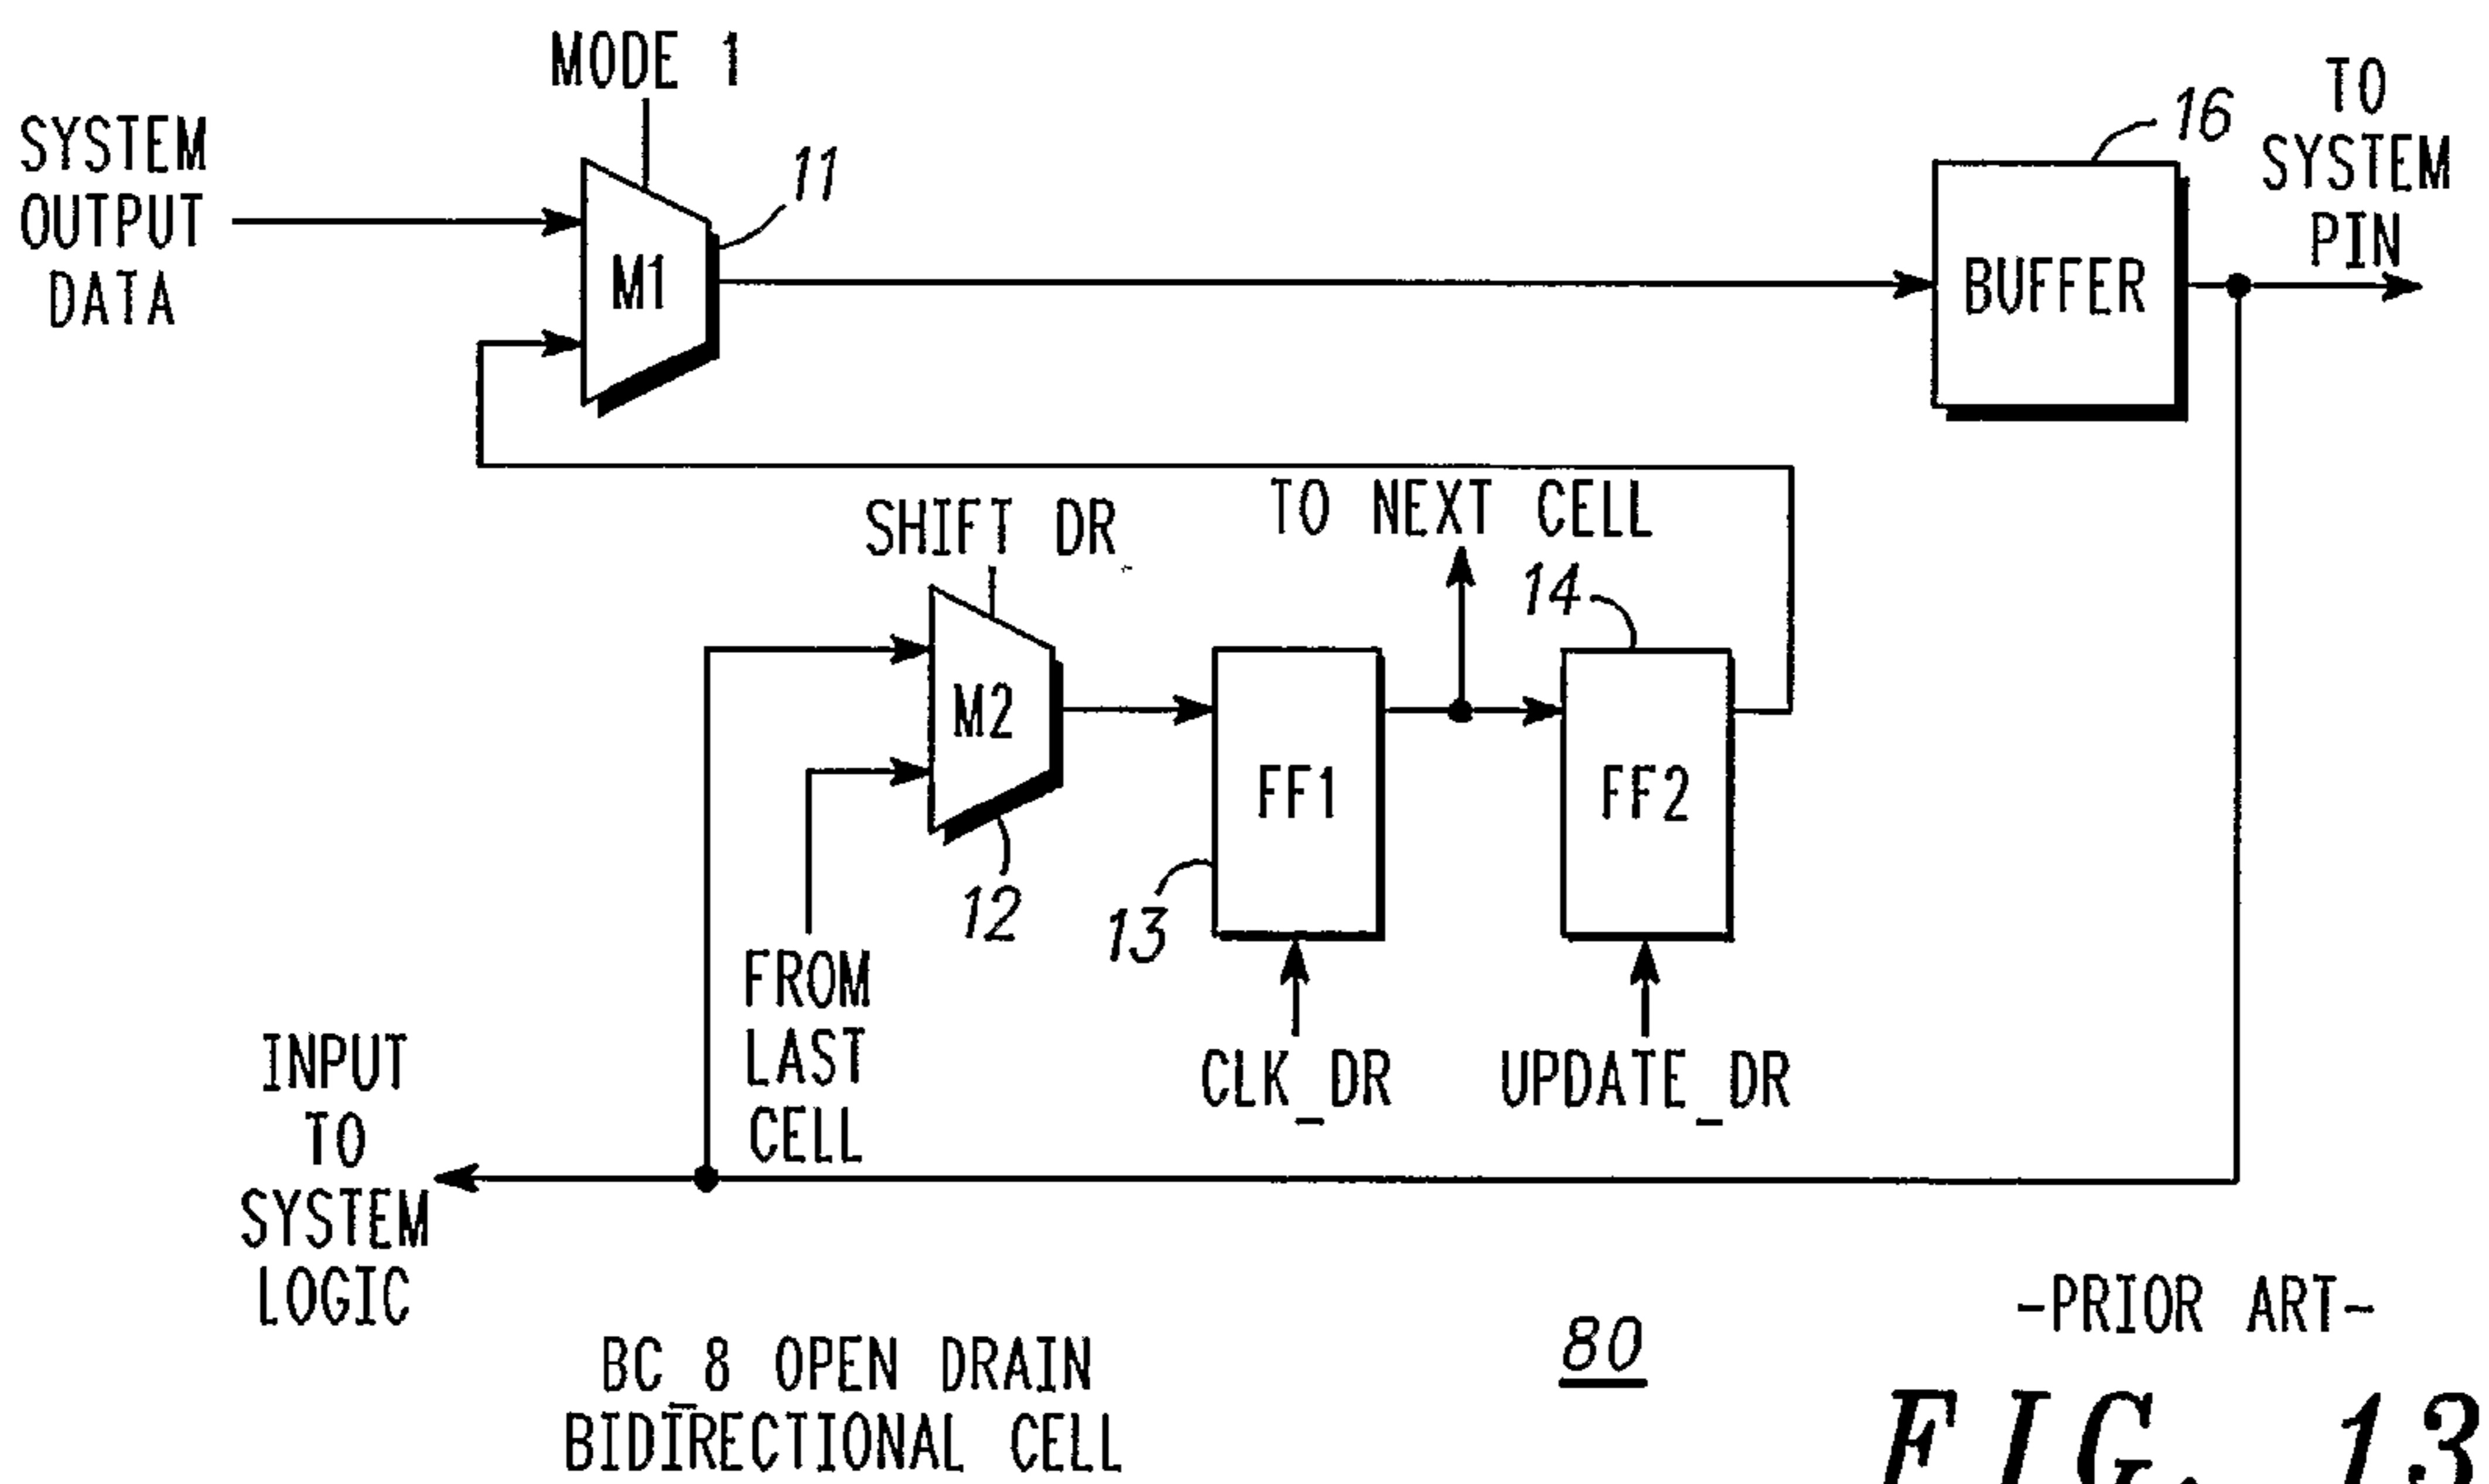 MODE 1
SYSTEM
OUTPUT
DATA
M1
11
BUFFER
16
TO
SYSTEM
PIN
SHIFT DR
TO NEXT CELL
M2
12
FF1
13
FF2
14
FROM
LAST
CELL
CLK_DR
UPDATE_DR
INPUT
TO
SYSTEM
LOGIC
BC_8 OPEN DRAIN
BIDIRECTIONAL CELL
80
-PRIOR ART-
FIG. 13